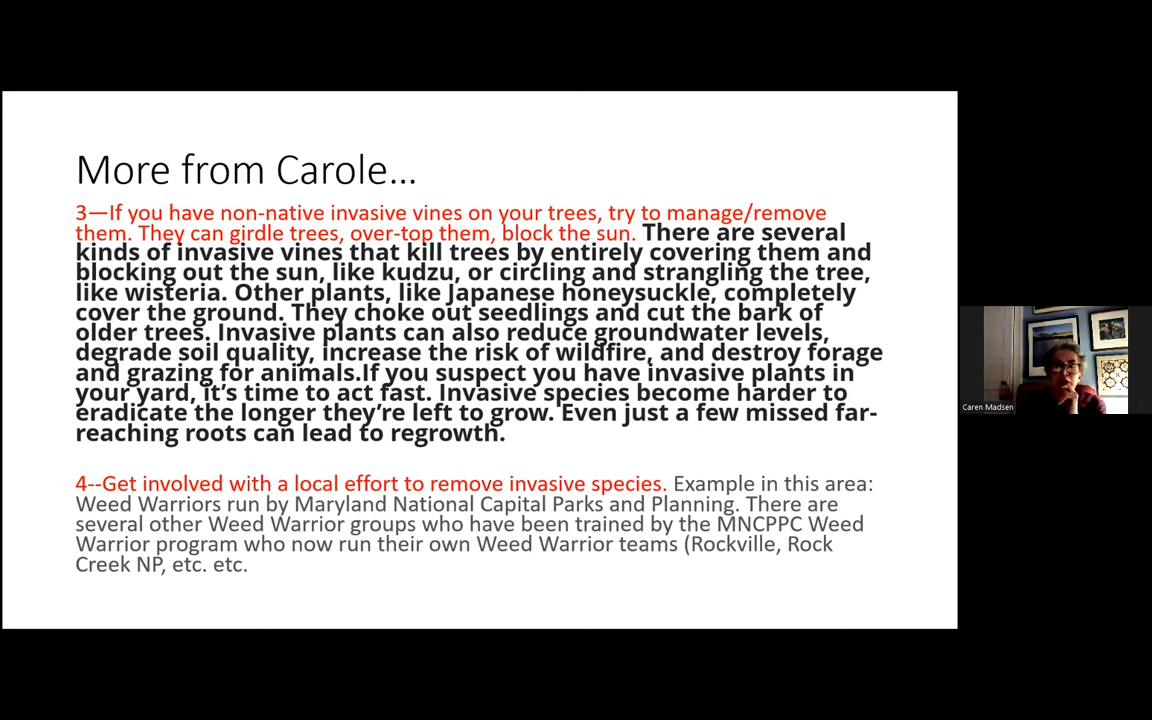 More from Carole...
3—If you have non-native invasive vines on your trees, try to manage/remove
them. They can girdle trees, over-top them, block the sun. There are several
kinds of invasive vines that kill trees by entirely covering them and
blocking out the sun, like kudzu, or circling and strangling the tree,
like wisteria. Other plants, like Japanese honeysuckle, completely
cover the ground. They choke out seedlings and cut the bark of
older trees. Invasive plants can also reduce groundwater levels,
degrade soil quality, increase the risk of wildfire, and destroy forage
and grazing for animals.If you suspect you have invasive plants in
your yard, it’s time to act fast. Invasive species become harder to
eradicate the longer they’re left to grow. Even just a few missed far-
reaching roots can lead to regrowth.
4--Get involved with a local effort to remove invasive species. Example in this area:
Weed Warriors run by Maryland National Capital Parks and Planning. There are
several other Weed Warrior groups who have been trained by the MNCPPC Weed
Warrior program who now run their own Weed Warrior teams (Rockville, Rock
Creek NP, etc. etc.
Caren Madsen